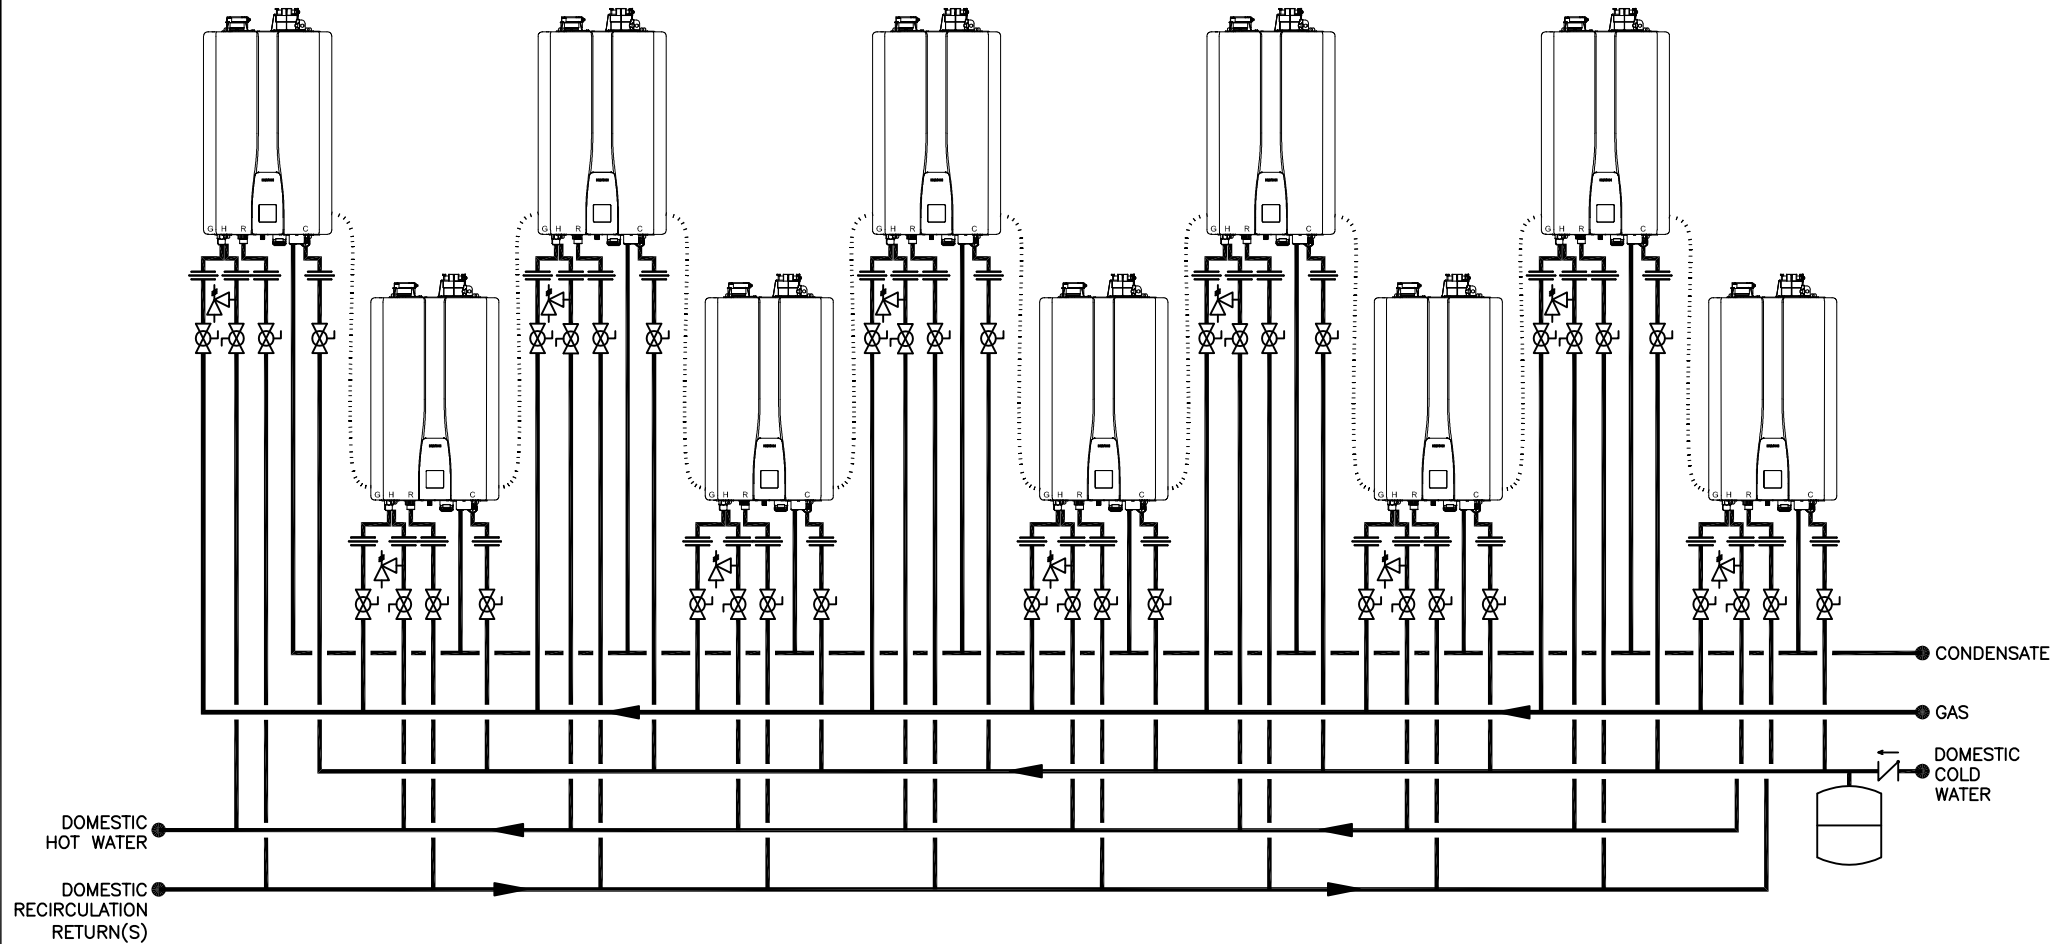 G H R C
G H R C
G H R C
G H R C
G H R C
G H R C
G H R C
G H R C
G H R C
G H R C
CONDENSATE
GAS
DOMESTIC
COLD
WATER
DOMESTIC
HOT WATER
DOMESTIC
RECIRCULATION
RETURN(S)